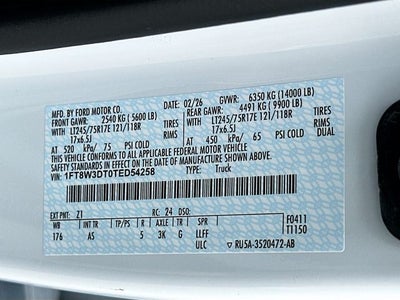 MFD. BY FORD MOTOR CO. 02/26 GVWR: 6350 KG (14000 LB)
FRONT GAWR: 2540 KG (5600 LB) 4491 KG (9900 LB)
LT245/75R17E 121/118R TIRES LT245/75R17E 121/118R TIRES
17x6.5J RIMS 17x6.5J RIMS
AT 520 kPa/ 75 PSI COLD AT 450 kPa/ 65 PSI COLD DUAL
THIS VEHICLE CONFORMS TO ALL APPLICABLE FEDERAL MOTOR VEHICLE
SAFETY STANDARDS IN EFFECT ON THE DATE OF MANUFACTURE SHOWN ABOVE.
VIN: 1FT8W3DT0TED54258 TYPE: Truck
EXT PNT: Z1 RC: 24 DSO:
WB INT TR TP/PS R AXLE TR SPR F0411
176 AS 5 3K G LLFF T1150
ULC RU5A-3520472-AB